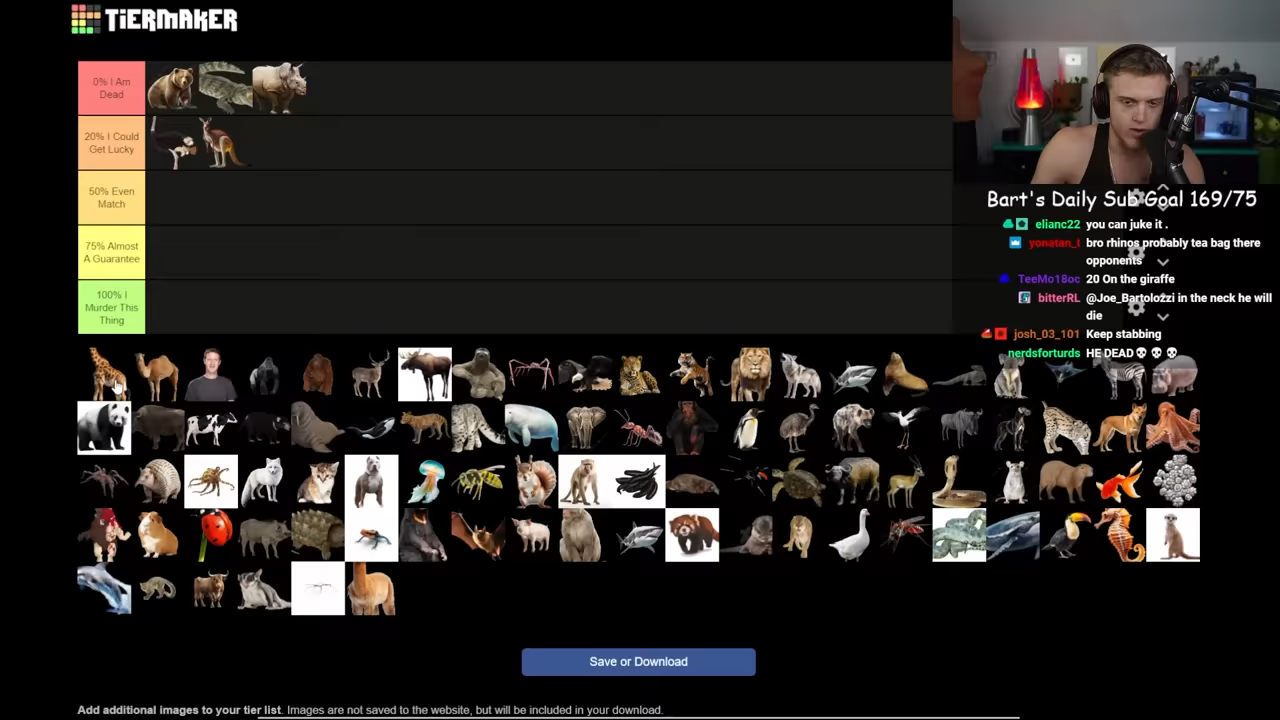 TiERMAKER
0% I Am
Dead
20% I Could
Get Lucky
50% Even
Match
75% Almost
A Guarantee
100% I
Murder This
Thing
Bart's Daily Sub Goal 169/75
elianc22 you can juke it .
yonatan_l bro rhinos probably tea bag there
opponents
TeeMo18oc 20 On the giraffe
bitterRL @Joe_Bartolozzi in the neck he will
die
josh_03_101 Keep stabbing
nerdsforturds HE DEAD💀 💀 💀
Save or Download
Add additional images to your tier list. Images are not saved to the website, but will be included in your download.